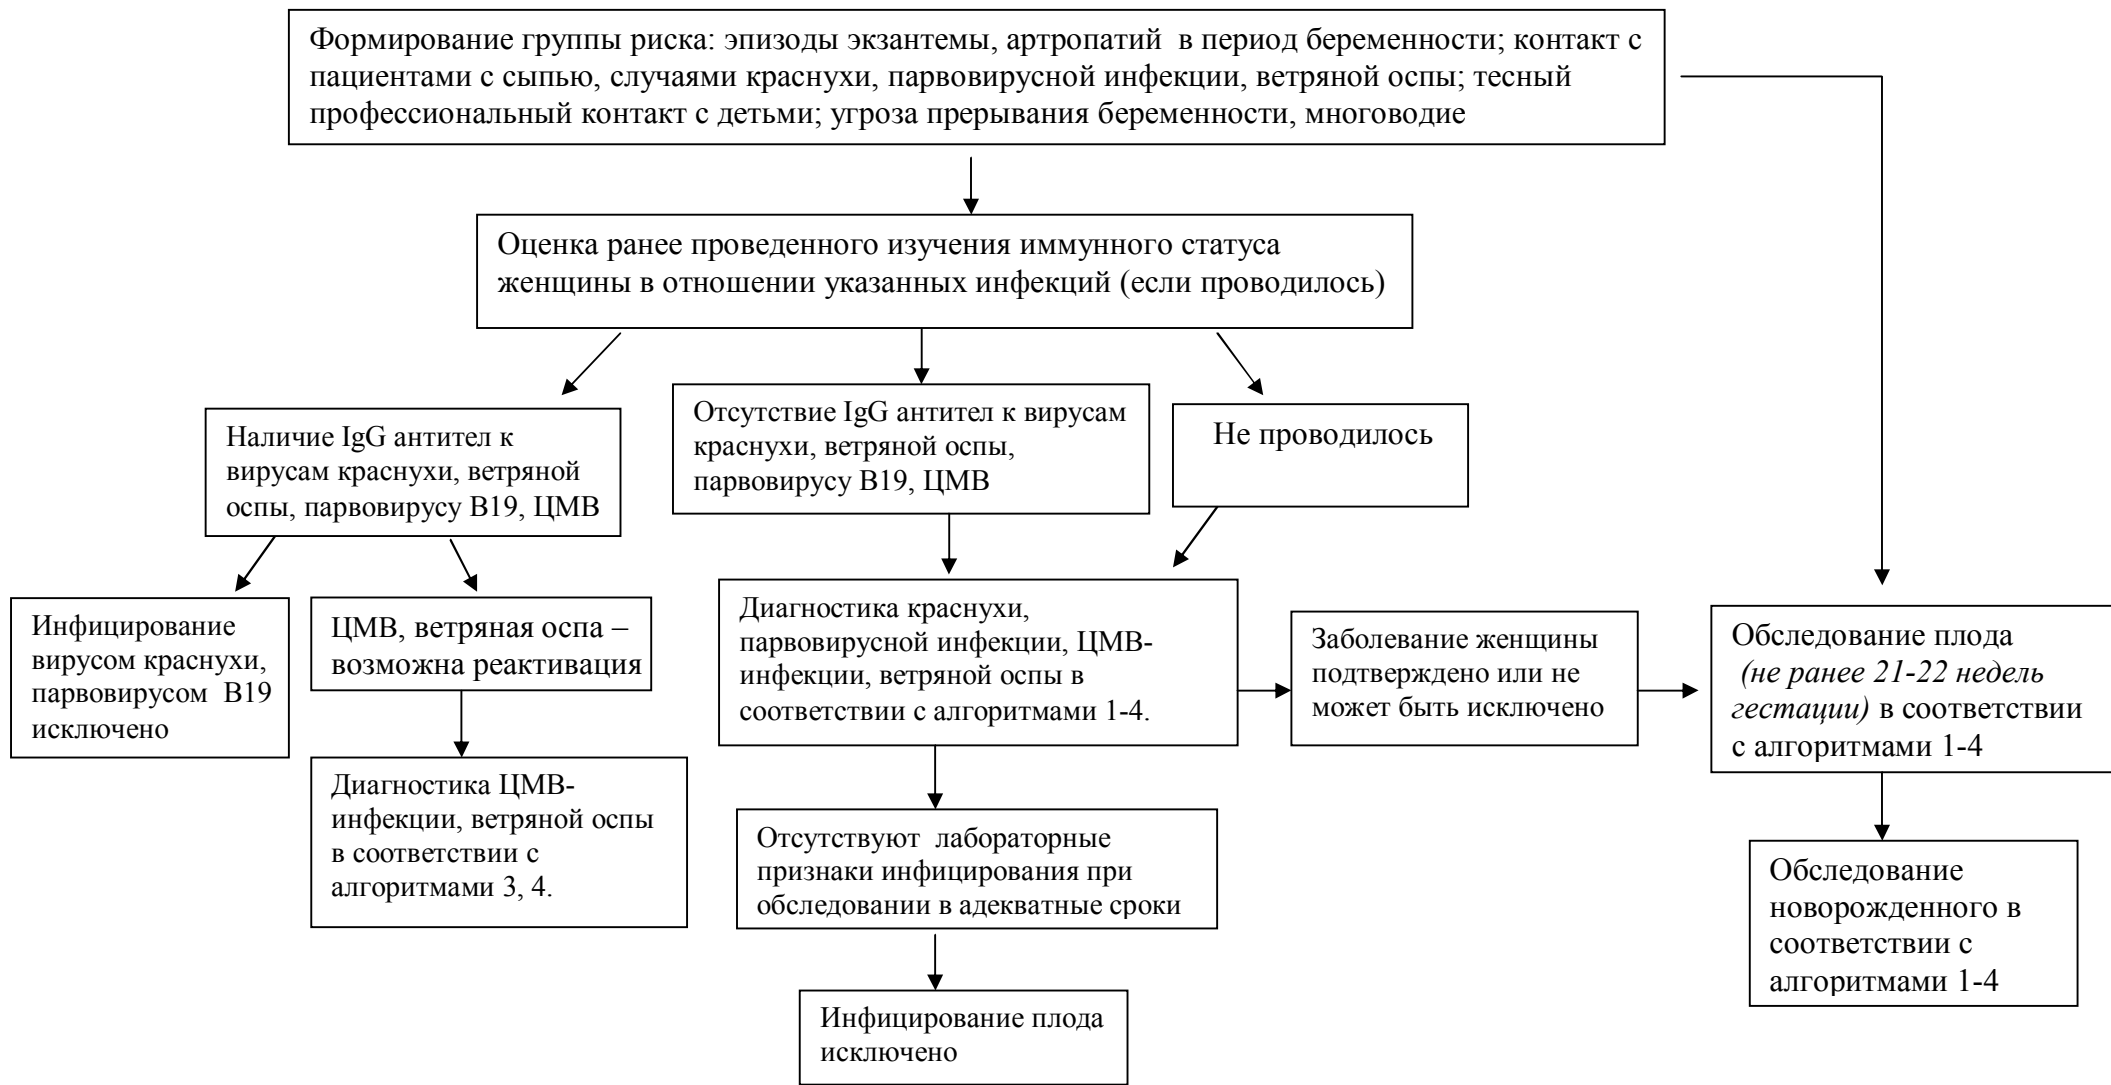 Формирование группы риска: эпизоды экзантемы, артропатий в период беременности; контакт с
пациентами с сыпью, случаями краснухи, парвовирусной инфекции, ветряной оспы; тесный
профессиональный контакт с детьми; угроза прерывания беременности, многоводие
Оценка ранее проведенного изучения иммунного статуса
женщины в отношении указанных инфекций (если проводилось)
Наличие IgG антител к
вирусам краснухи, ветряной
оспы, парвовирусу В19, ЦМВ
Отсутствие IgG антител к вирусам
краснухи, ветряной оспы,
парвовирусу В19, ЦМВ
Не проводилось
Инфицирование
вирусом краснухи,
парвовирусом В19
исключено
ЦМВ, ветряная оспа –
возможна реактивация
Диагностика краснухи,
парвовирусной инфекции, ЦМВ-
инфекции, ветряной оспы в
соответствии с алгоритмами 1-4.
Заболевание женщины
подтверждено или не
может быть исключено
Обследование плода
(не ранее 21-22 недель
гестации) в соответствии
с алгоритмами 1-4
Диагностика ЦМВ-
инфекции, ветряной оспы
в соответствии с
алгоритмами 3, 4.
Отсутствуют лабораторные
признаки инфицирования при
обследовании в адекватные сроки
Обследование
новорожденного в
соответствии с
алгоритмами 1-4
Инфицирование плода
исключено